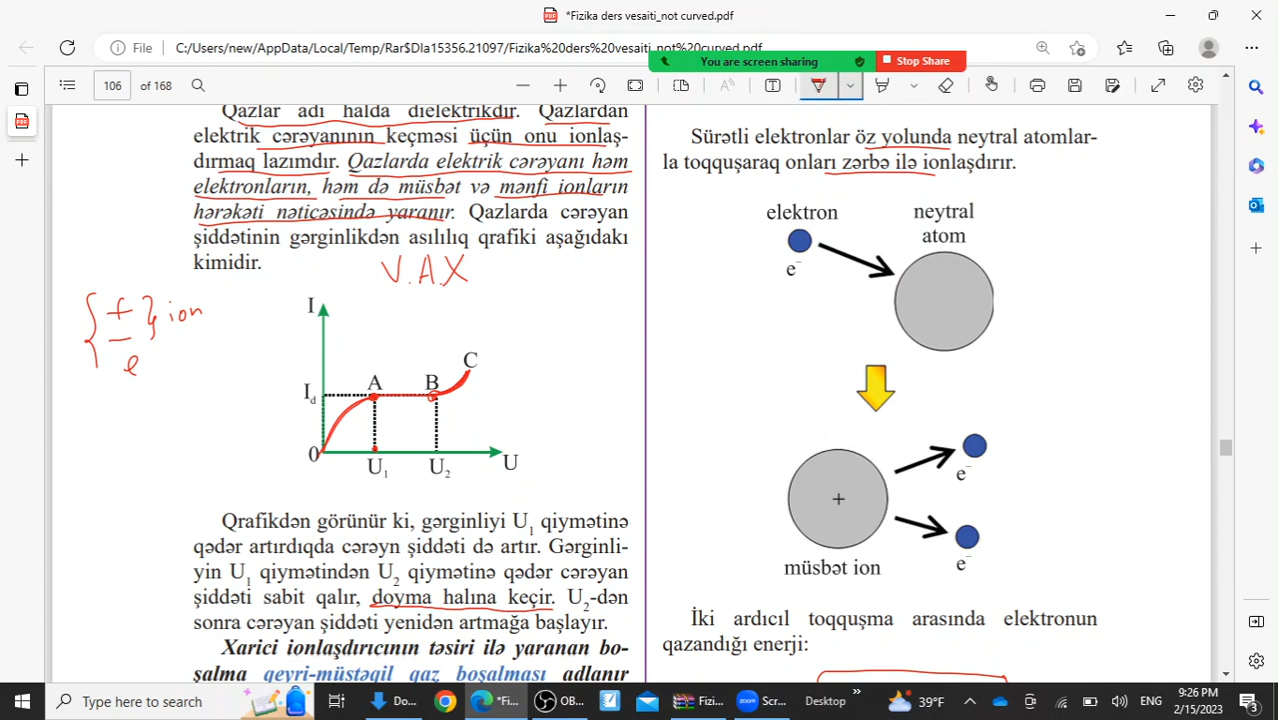 *Fizika ders vesaiti_not curved.pdf
File
C:/Users/new/AppData/Local/Temp/Rar$DIa15356.21097/Fizika%20ders%20vesaiti_not%20curved.pdf
You are screen sharing
Stop Share
106 of 168
Qazlar adi halda dielektrikdir. Qazlardan
elektrik cərəyanının keçməsi üçün onu ionlaş-
dırmaq lazımdır. Qazlarda elektrik cərəyanı həm
elektronların, həm də müsbət və mənfi ionların
hərəkəti nəticəsində yaranır. Qazlarda cərəyan
şiddətinin gərginlikdən asılılıq qrafiki aşağıdakı
kimidir.
V.A.X
+
ion
−
e
I
C
A
B
Id
0
U1
U2
U
Qrafikdən görünür ki, gərginliyi U1 qiymətinə
qədər artırdıqda cərəyn şiddəti də artır. Gərginli-
yin U1 qiymətindən U2 qiymətinə qədər cərəyan
şiddəti sabit qalır, doyma halına keçir. U2-dən
sonra cərəyan şiddəti yenidən artmağa başlayır.
Xarici ionlaşdırıcının təsiri ilə yaranan bo-
şalma qeyri-müstəqil qaz boşalması adlanır
Sürətli elektronlar öz yolunda neytral atomlar-
la toqquşaraq onları zərbə ilə ionlaşdırır.
elektron
neytral
atom
e−
+
e−
e−
müsbət ion
İki ardıcıl toqquşma arasında elektronun
qazandığı enerji:
Type here to search
Do...
*Fi...
OB...
Fizi...
zoom
Scr...
Desktop
39°F
ENG
9:26 PM
2/15/2023
3